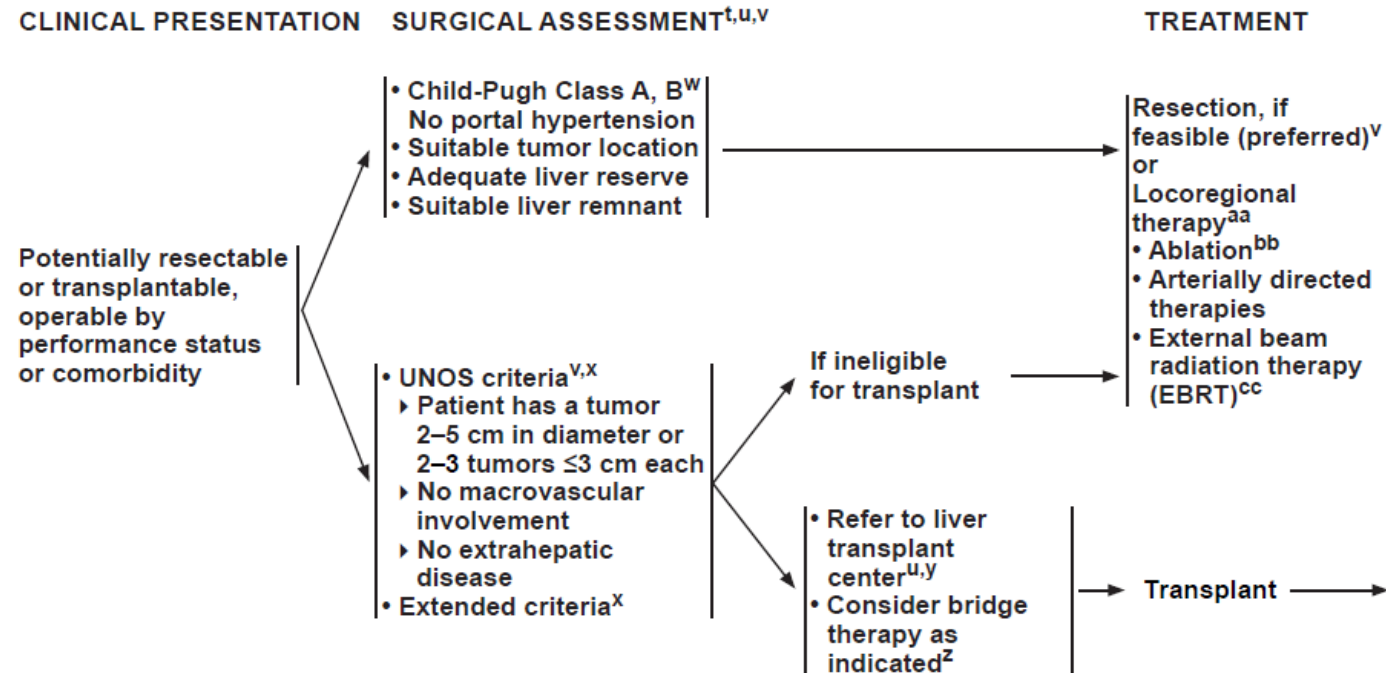 CLINICAL PRESENTATION
SURGICAL ASSESSMENTt,u,v
TREATMENT
Potentially resectable
or transplantable,
operable by
performance status
or comorbidity
• Child-Pugh Class A, Bw
No portal hypertension
• Suitable tumor location
• Adequate liver reserve
• Suitable liver remnant
Resection, if
feasible (preferred)v
or
Locoregional
therapyaa
• Ablationbb
• Arterially directed
therapies
• External beam
radiation therapy
(EBRT)cc
• UNOS criteriav,x
▸ Patient has a tumor
2–5 cm in diameter or
2–3 tumors ≤3 cm each
▸ No macrovascular
involvement
▸ No extrahepatic
disease
• Extended criteriax
If ineligible
for transplant
• Refer to liver
transplant
centeru,y
• Consider bridge
therapy as
indicatedz
Transplant